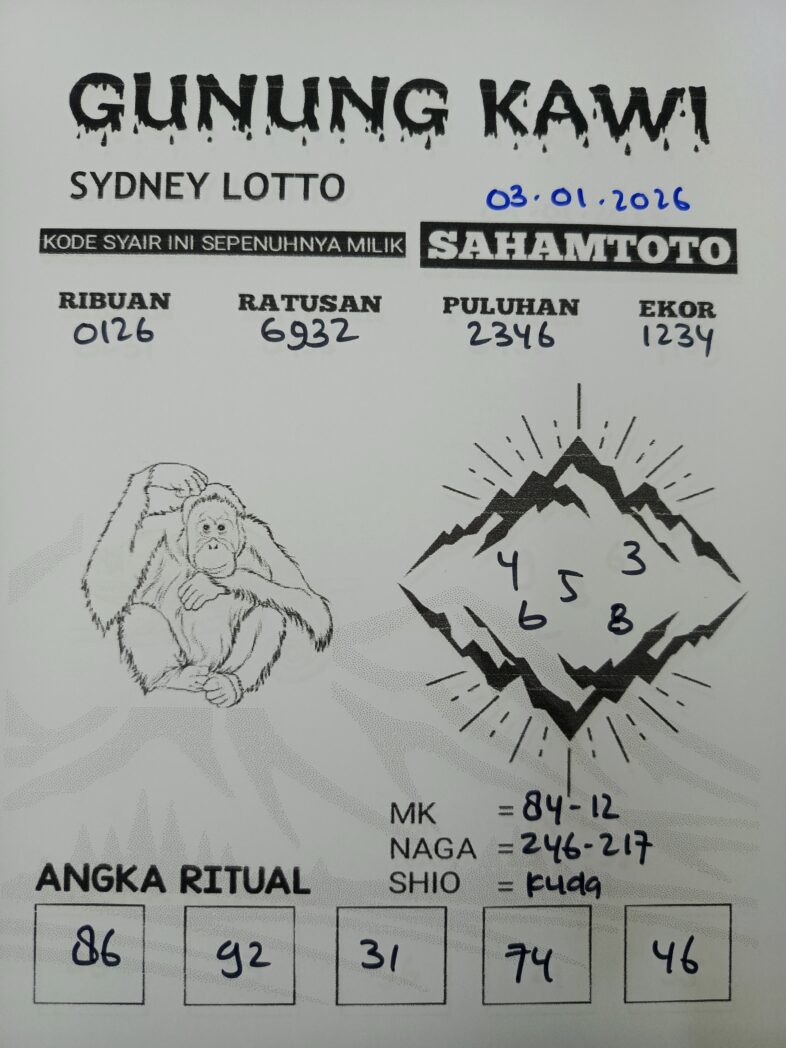 GUNUNG KAWI
SYDNEY LOTTO 03.01.2026
KODE SYAIR INI SEPENUHNYA MILIK SAHAMTOTO
RIBUAN RATUSAN PULUHAN EKOR
0126 6932 2346 1234
4 3
5
6 8
MK = 84-12
NAGA = 246-217
SHIO = kuda
ANGKA RITUAL
86 92 31 74 46